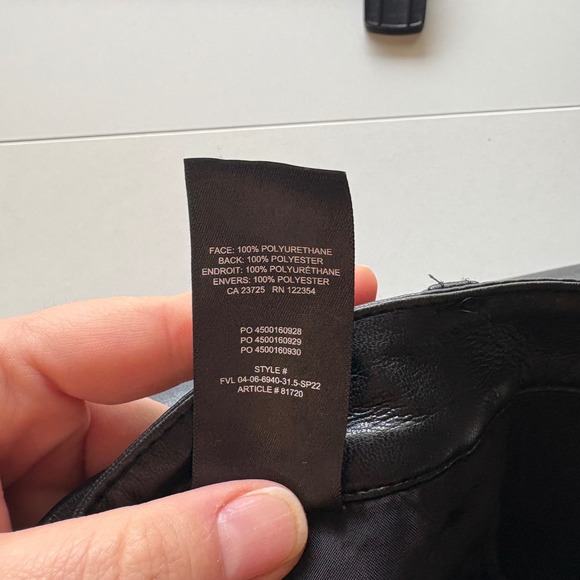 FACE: 100% POLYURETHANE
BACK: 100% POLYESTER
ENDROIT: 100% POLYURÉTHANE
ENVERS: 100% POLYESTER
CA 23725 RN 122354
PO 4500160928
PO 4500160929
PO 4500160930
STYLE #
FVL 04-06-6940-31.5-SP22
ARTICLE # 81720